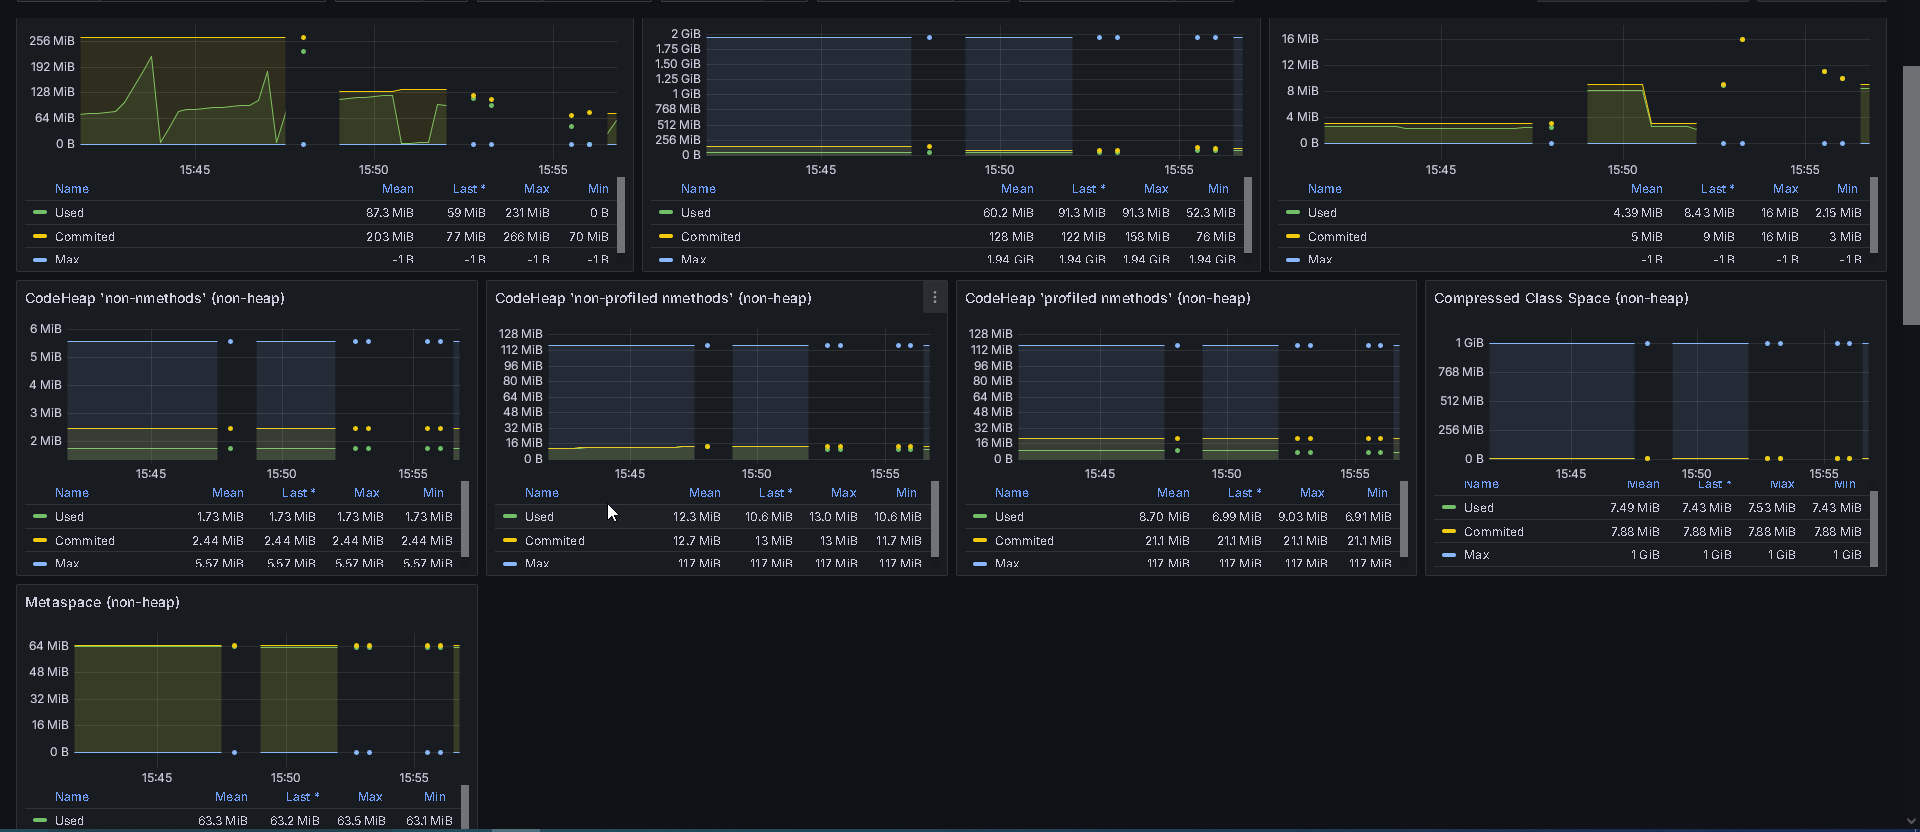 256 MiB
192 MiB
128 MiB
64 MiB
0 B
15:45 15:50 15:55
Name Mean Last * Max Min
Used 87.3 MiB 59 MiB 231 MiB 0 B
Commited 203 MiB 77 MiB 266 MiB 70 MiB
Max -1 B -1 B -1 B -1 B
2 GiB
1.75 GiB
1.50 GiB
1.25 GiB
1 GiB
768 MiB
512 MiB
256 MiB
0 B
15:45 15:50 15:55
Name Mean Last * Max Min
Used 60.2 MiB 91.3 MiB 91.3 MiB 52.3 MiB
Commited 128 MiB 122 MiB 158 MiB 76 MiB
Max 1.94 GiB 1.94 GiB 1.94 GiB 1.94 GiB
16 MiB
12 MiB
8 MiB
4 MiB
0 B
15:45 15:50 15:55
Name Mean Last * Max Min
Used 4.39 MiB 8.43 MiB 16 MiB 2.15 MiB
Commited 5 MiB 9 MiB 16 MiB 3 MiB
Max -1 B -1 B -1 B -1 B
CodeHeap 'non-nmethods' (non-heap)
6 MiB
5 MiB
4 MiB
3 MiB
2 MiB
15:45 15:50 15:55
Name Mean Last * Max Min
Used 1.73 MiB 1.73 MiB 1.73 MiB 1.73 MiB
Commited 2.44 MiB 2.44 MiB 2.44 MiB 2.44 MiB
Max 5.57 MiB 5.57 MiB 5.57 MiB 5.57 MiB
CodeHeap 'non-profiled nmethods' (non-heap)
128 MiB
112 MiB
96 MiB
80 MiB
64 MiB
48 MiB
32 MiB
16 MiB
0 B
15:45 15:50 15:55
Name Mean Last * Max Min
Used 12.3 MiB 10.6 MiB 13.0 MiB 10.6 MiB
Commited 12.7 MiB 13 MiB 13 MiB 11.7 MiB
Max 117 MiB 117 MiB 117 MiB 117 MiB
CodeHeap 'profiled nmethods' (non-heap)
128 MiB
112 MiB
96 MiB
80 MiB
64 MiB
48 MiB
32 MiB
16 MiB
0 B
15:45 15:50 15:55
Name Mean Last * Max Min
Used 8.70 MiB 6.99 MiB 9.03 MiB 6.91 MiB
Commited 21.1 MiB 21.1 MiB 21.1 MiB 21.1 MiB
Max 117 MiB 117 MiB 117 MiB 117 MiB
Compressed Class Space (non-heap)
1 GiB
768 MiB
512 MiB
256 MiB
0 B
15:45 15:50 15:55
Name Mean Last * Max Min
Used 7.49 MiB 7.43 MiB 7.53 MiB 7.43 MiB
Commited 7.88 MiB 7.88 MiB 7.88 MiB 7.88 MiB
Max 1 GiB 1 GiB 1 GiB 1 GiB
Metaspace (non-heap)
64 MiB
48 MiB
32 MiB
16 MiB
0 B
15:45 15:50 15:55
Name Mean Last * Max Min
Used 63.3 MiB 63.2 MiB 63.5 MiB 63.1 MiB